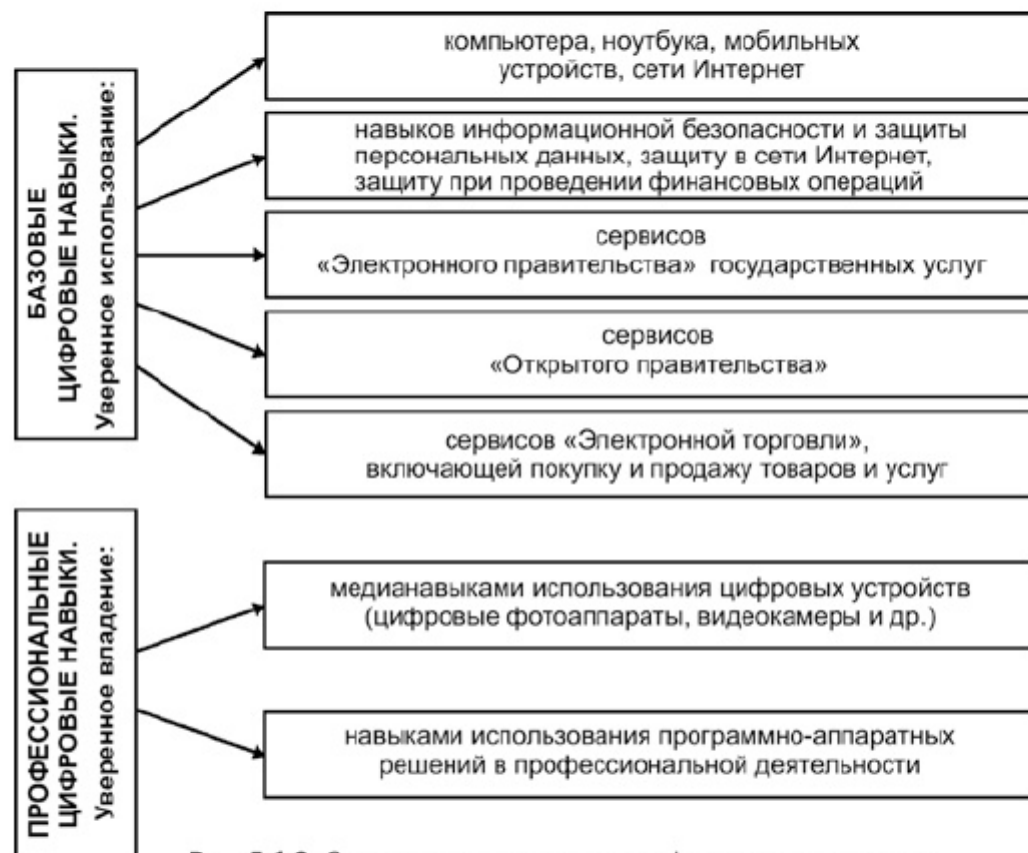 БАЗОВЫЕ
ЦИФРОВЫЕ НАВЫКИ.
Уверенное использование:
компьютера, ноутбука, мобильных
устройств, сети Интернет
навыков информационной безопасности и защиты
персональных данных, защиту в сети Интернет,
защиту при проведении финансовых операций
сервисов
«Электронного правительства» государственных услуг
сервисов
«Открытого правительства»
сервисов «Электронной торговли»,
включающей покупку и продажу товаров и услуг
ПРОФЕССИОНАЛЬНЫЕ
ЦИФРОВЫЕ НАВЫКИ.
Уверенное владение:
медианавыками использования цифровых устройств
(цифровые фотоаппараты, видеокамеры и др.)
навыками использования программно-аппаратных
решений в профессиональной деятельности